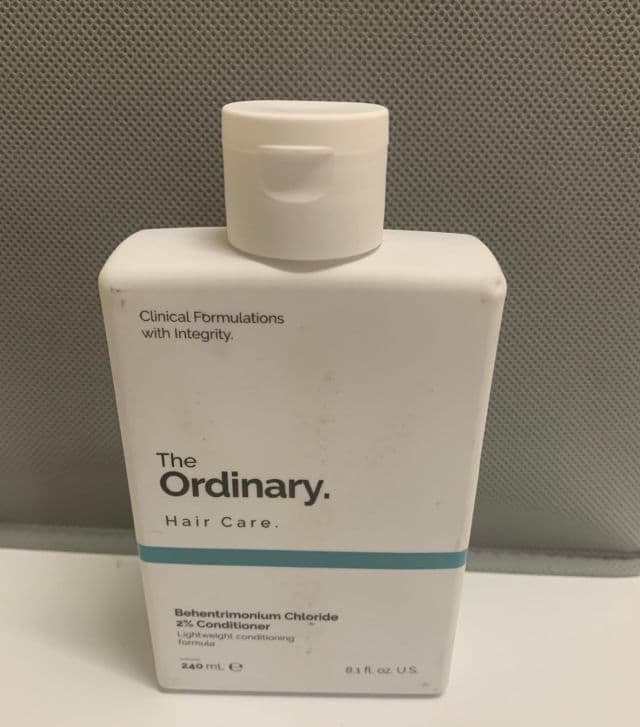 Clinical Formulations
with Integrity.
The
Ordinary.
Hair Care.
Behentrimonium Chloride
2% Conditioner
Lightweight conditioning
formula
240 mL ℮ 8.1 fl. oz. U.S.